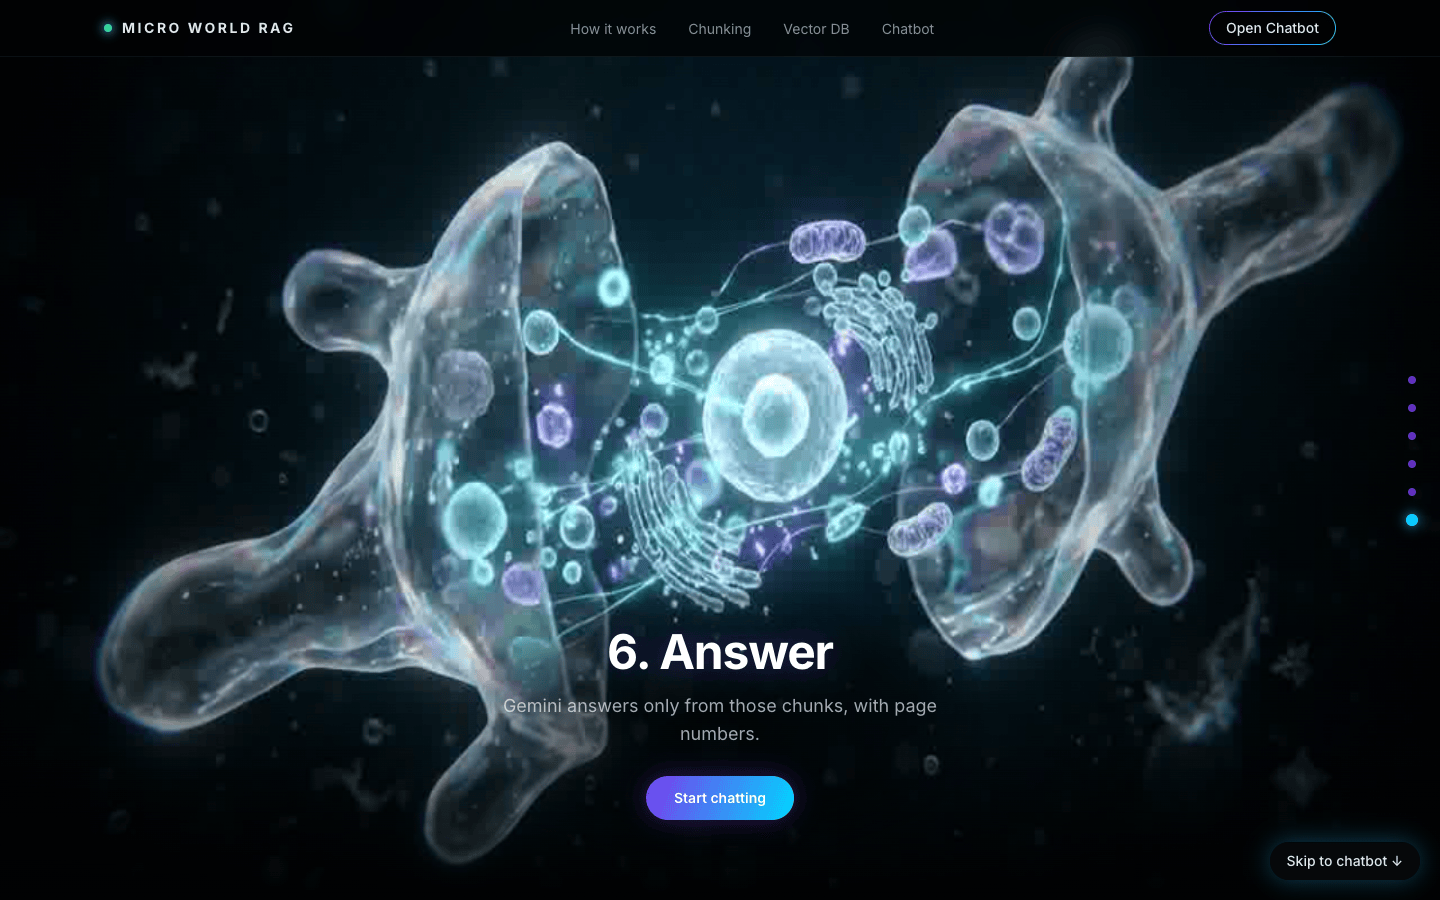 MICRO WORLD RAG
How it works
Chunking
Vector DB
Chatbot
Open Chatbot
6. Answer
Gemini answers only from those chunks, with page
numbers.
Start chatting
Skip to chatbot ↓